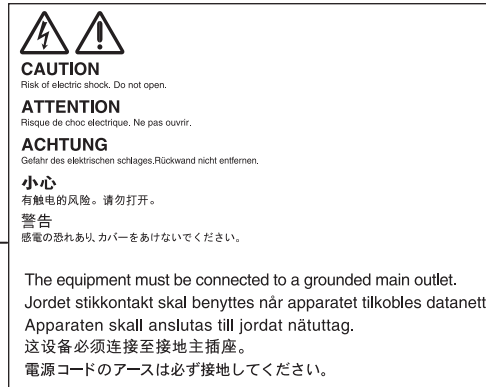 CAUTION
Risk of electric shock. Do not open.
ATTENTION
Risque de choc electrique. Ne pas ouvrir.
ACHTUNG
Gefahr des elektrischen schlages.Rückwand nicht entfernen.
小心
有触电的风险。请勿打开。
警告
感電の恐れあり、カバーをあけないでください。
The equipment must be connected to a grounded main outlet.
Jordet stikkontakt skal benyttes når apparatet tilkobles datanett
Apparaten skall anslutas till jordat nätuttag.
这设备必须连接至接地主插座。
電源コードのアースは必ず接地してください。